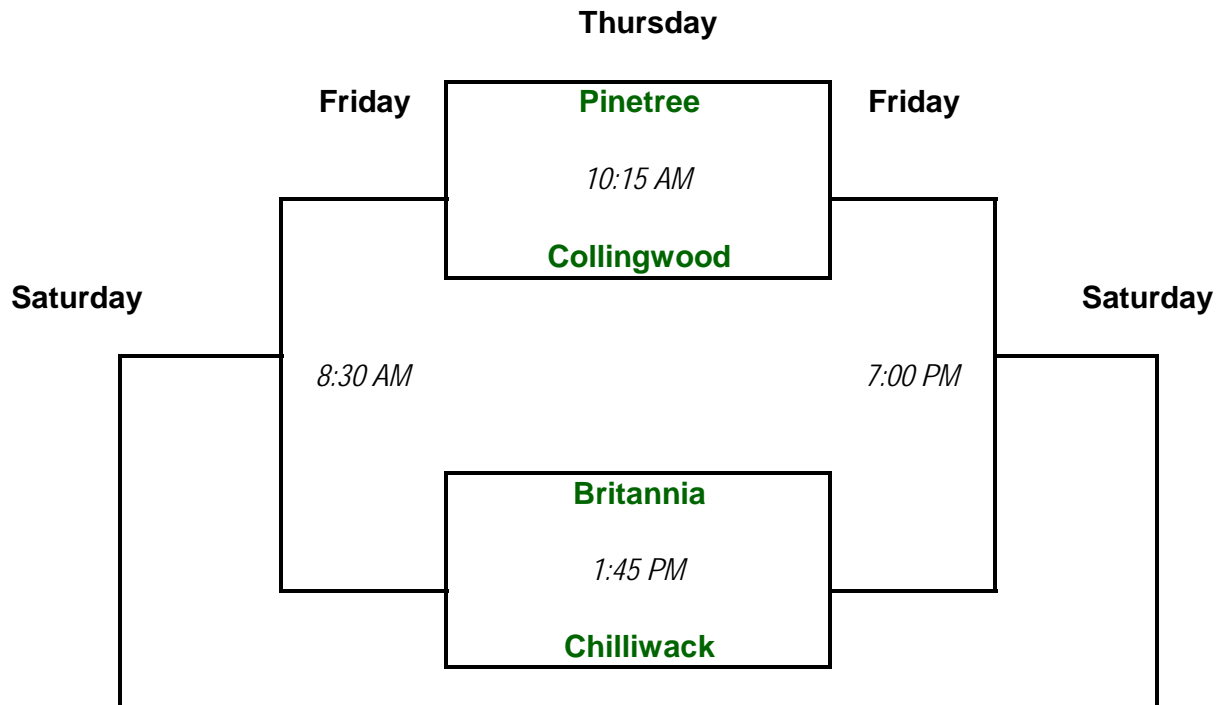 Thursday
Friday
Pinetree
Friday
10:15 AM
Collingwood
Saturday
Saturday
8:30 AM
7:00 PM
Britannia
1:45 PM
Chilliwack